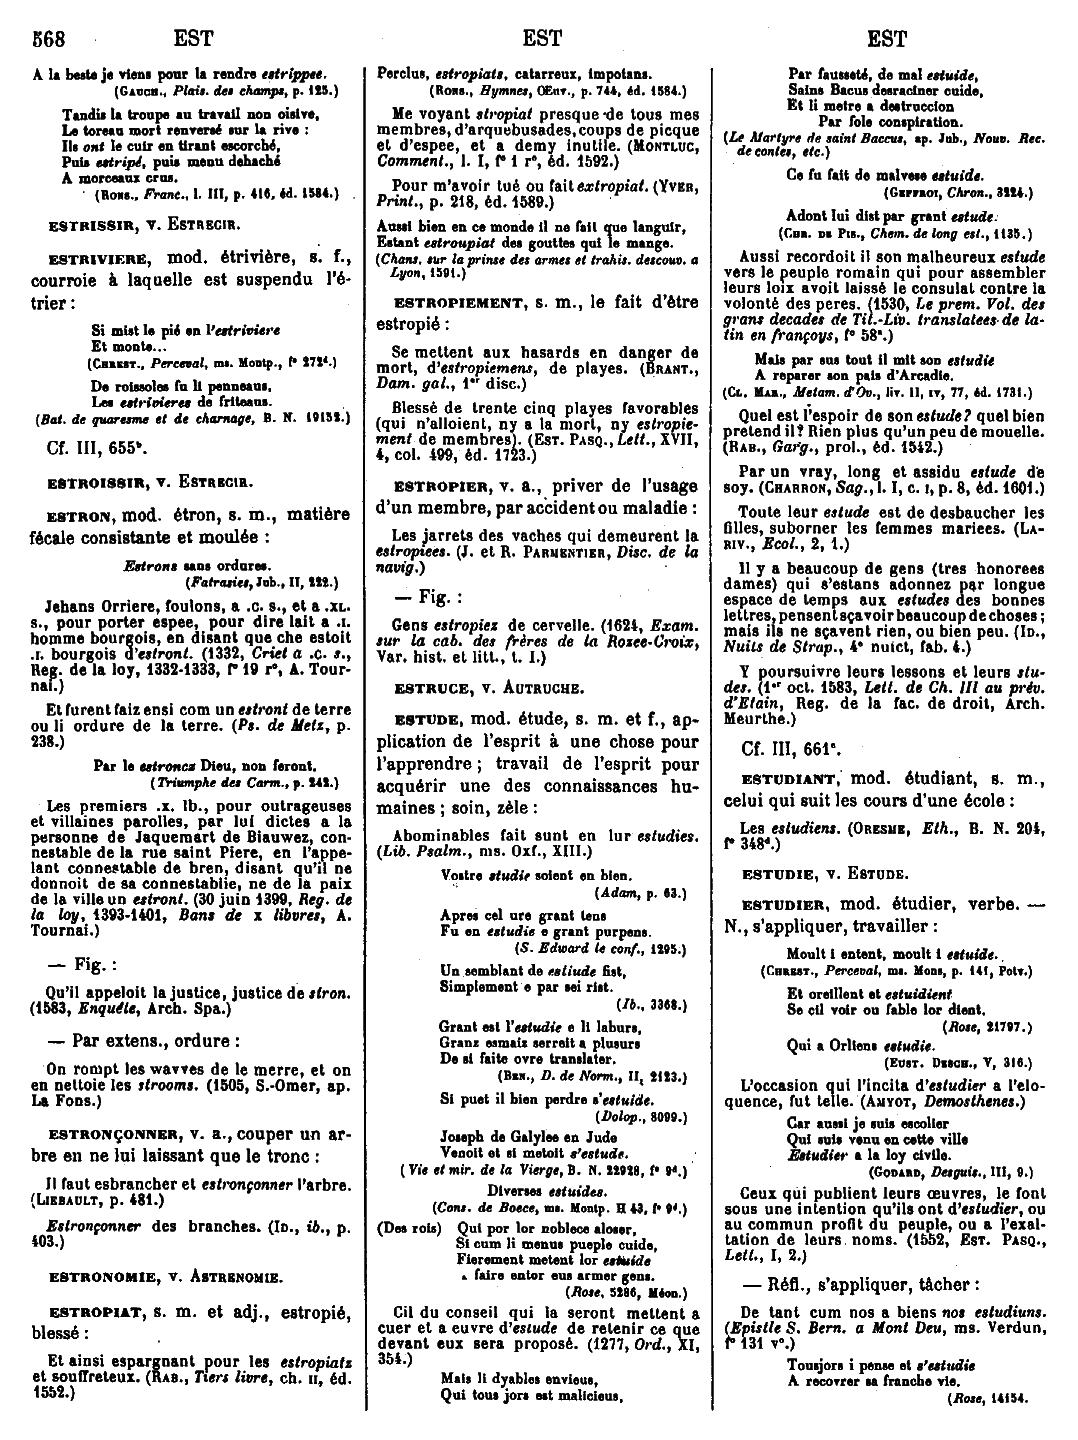 568 EST EST EST
A la beste je viens pour la rendre estrippee.
(GAUCH., Plais. des champs, p. 125.)
Tandis la troupe au travail non oisive,
Le toreau mort renversé sur la rive :
Ils ont le cuir en tirant escorché,
Puis estripé, puis menu dehaché
A morceaux crus.
(RONS., Franc., l. III, p. 416, éd. 1584.)
ESTRISSIR, v. ESTRECIR.
ESTRIVIERE, mod. étrivière, s. f.,
courroie à laquelle est suspendu l'é-
trier :
Si mist le pié en l'estriviere
Et monte...
(CHREST., Perceval, ms. Montp., f° 272d.)
De roissoles fu li penneaus,
Les estrivieres de friteaus.
(Bat. de quaresme et de charnage, B. N. 19152.)
Cf. III, 655b.
ESTROISSIR, v. ESTRECIR.
ESTRON, mod. étron, s. m., matière
fécale consistante et moulée :
Estrons sans ordures.
(Fatrasies, Jub., II, 222.)
Jehans Orriere, foulons, a .c. s., et a .XL.
s., pour porter espee, pour dire lait a .I.
homme bourgois, en disant que che estoit
.I. bourgois d'estront. (1332, Criet a .c. s.,
Reg. de la loy, 1332-1333, f° 19 r°, A. Tour-
nai.)
Et furent faiz ensi com un estront de terre
ou li ordure de la terre. (Ps. de Metz, p.
238.)
Par le estroncz Dieu, non feront.
(Triumphe des Carm., p. 242.)
Les premiers .x. lb., pour outrageuses
et villaines parolles, par lui dictes a la
personne de Jaquemart de Biauwez, con-
nestable de la rue saint Piere, en l'appe-
lant connestable de bren, disant qu'il ne
donnoit de sa connestablie, ne de la paix
de la ville un estront. (30 juin 1399, Reg. de
la loy, 1393-1401, Bans de x libvres, A.
Tournai.)
— Fig. :
Qu'il appeloit la justice, justice de stron.
(1583, Enquéte, Arch. Spa.)
— Par extens., ordure :
On rompt les wavves de le merre, et on
en nettoie les strooms. (1505, S.-Omer, ap.
La Fons.)
ESTRONÇONNER, v. a., couper un ar-
bre en ne lui laissant que le tronc :
Il faut esbrancher et estronçonner l'arbre.
(LIEBAULT, p. 481.)
Estronçonner des branches. (ID., ib., p.
403.)
ESTRONOMIE, v. ASTRENOMIE.
ESTROPIAT, s. m. et adj., estropié,
blessé :
Et ainsi espargnant pour les estropiatz
et souffreteux. (RAB., Tiers livre, ch. II, éd.
1552.)
Perclus, estropiats, catarreux, impotans.
(RONS., Hymnes, Œuv., p. 744, éd. 1584.)
Me voyant stropiat presque de tous mes
membres, d'arquebusades, coups de picque
et d'espee, et a demy inutile. (MONTLUC,
Comment., l. I, f° 1 r°, éd. 1592.)
Pour m'avoir tué ou fait extropiat. (YVER,
Print., p. 218, éd. 1589.)
Aussi bien en ce monde il ne fait que languir,
Estant estroupiat des gouttes qui le mange.
(Chans. sur la prinse des armes et trahis. descouv. a
Lyon, 1591.)
ESTROPIEMENT, s. m., le fait d'être
estropié :
Se mettent aux hasards en danger de
mort, d'estropiemens, de playes. (BRANT.,
Dam. gal., 1er disc.)
Blessé de trente cinq playes favorables
(qui n'alloient, ny a la mort, ny estropie-
ment de membres). (EST. PASQ., Lett., XVII,
4, col. 499, éd. 1723.)
ESTROPIER, v. a., priver de l'usage
d'un membre, par accident ou maladie :
Les jarrets des vaches qui demeurent la
estropiees. (J. et R. PARMENTIER, Disc. de la
navig.)
— Fig. :
Gens estropiez de cervelle. (1624, Exam.
sur la cab. des frères de la Rozee-Croix,
Var. hist. et litt., t. I.)
ESTRUCE, v. AUTRUCHE.
ESTUDE, mod. étude, s. m. et f., ap-
plication de l'esprit à une chose pour
l'apprendre ; travail de l'esprit pour
acquérir une des connaissances hu-
maines ; soin, zèle :
Abominables fait sunt en lur estudies.
(Lib. Psalm., ms. Oxf., XIII.)
Vostre studie soient en bien.
(Adam, p. 63.)
Apres cel ure grant tens
Fu en estudie e grant purpens.
(S. Edward le conf., 1295.)
Un semblant de estiude fist,
Simplement e par sei rist.
(Ib., 3368.)
Grant est l'estudie e li laburs,
Granz esmaiz serreit a plusurs
De si faite ovre translater.
(BEN., D. de Norm., II, 2123.)
Si puet il bien perdre s'estuide.
(Dolop., 8099.)
Joseph de Galylee en Jude
Venoit et si metoit s'estude.
(Vie et mir. de la Vierge, B. N. 22928, f° 9d.)
Diverses estuides.
(Cons. de Boece, ms. Montp. H 43, f° 9d.)
(Des rois) Qui por lor noblece aloser,
Si cum li menus pueple cuide,
Fierement metent lor estuide
a faire entor eus armer gens.
(Rose, 5286, Méon.)
Cil du conseil qui la seront mettent a
cuer et a euvre d'estude de retenir ce que
devant eux sera proposé. (1277, Ord., XI,
354.)
Mais li dyables envieus,
Qui tous jors est malicieus,
Par fausseté, de mal estuide,
Sains Bacus desraciner cuide,
Et li metre a destruccion
Par fole conspiration.
(Le Martyre de saint Baccus, ap. Jub., Nouv. Rec.
de contes, etc.)
Ce fu fait de malvese estuide.
(GEFFROI, Chron., 3224.)
Adont lui dist par grant estude.
(CHR. DE PIS., Chem. de long est., 1135.)
Aussi recordoit il son malheureux estude
vers le peuple romain qui pour assembler
leurs loix avoit laissé le consulat contre la
volonté des peres. (1530, Le prem. Vol. des
grans decades de Tit.-Liv. translatees de la-
tin en françoys, f° 58a.)
Mais par sus tout il mit son estudie
A reparer son païs d'Arcadie.
(CL. MAR., Metam. d'Ov., liv. II, IV, 77, éd. 1731.)
Quel est l'espoir de son estude? quel bien
pretend il? Rien plus qu'un peu de mouelle.
(RAB., Garg., prol., éd. 1542.)
Par un vray, long et assidu estude de
soy. (CHARRON, Sag., l. I, c. I, p. 8, éd. 1601.)
Toute leur estude est de desbaucher les
filles, suborner les femmes mariees. (LA-
RIV., Ecol., 2, 1.)
Il y a beaucoup de gens (tres honorees
dames) qui s'estans adonnez par longue
espace de temps aux estudes des bonnes
lettres, pensent sçavoir beaucoup de choses ;
mais ils ne sçavent rien, ou bien peu. (ID.,
Nuits de Strap., 4e nuict, fab. 4.)
Y poursuivre leurs lessons et leurs stu-
des. (1er oct. 1583, Lett. de Ch. III au prév.
d'Etain, Reg. de la fac. de droit, Arch.
Meurthe.)
Cf. III, 661a.
ESTUDIANT, mod. étudiant, s. m.,
celui qui suit les cours d'une école :
Les estudiens. (ORESME, Eth., B. N. 204,
f° 348d.)
ESTUDIE, v. ESTUDE.
ESTUDIER, mod. étudier, verbe. —
N., s'appliquer, travailler :
Moult i entent, moult i estuide.
(CHREST., Perceval, ms. Mons, p. 141, Potv.)
Et oreillent et estuidient
Se cil voir ou fable lor dient.
(Rose, 21797.)
Qui a Orliens estudie.
(EUST. DESCH., V, 316.)
L'occasion qui l'incita d'estudier a l'elo-
quence, fut telle. (AMYOT, Demosthenes.)
Car aussi je suis escolier
Qui suis venu en cette ville
Estudier a la loy civile.
(GODARD, Desguis., III, 9.)
Ceux qui publient leurs œuvres, le font
sous une intention qu'ils ont d'estudier, ou
au commun profit du peuple, ou a l'exal-
tation de leurs noms. (1552, EST. PASQ.,
Lett., I, 2.)
— Réfl., s'appliquer, tâcher :
De tant cum nos a biens nos estudiuns.
(Epistle S. Bern. a Mont Deu, ms. Verdun,
f° 131 v°.)
Tousjors i pense et s'estudie
A recovrer sa franche vie.
(Rose, 14154.